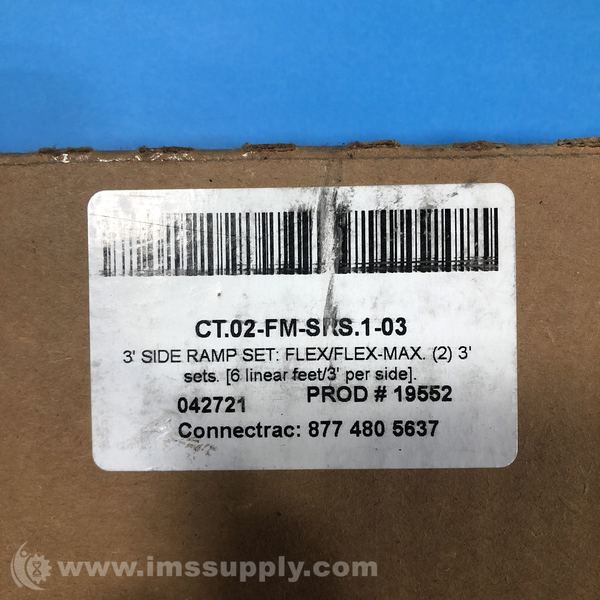 CT.02-FM-SRS.1-03
3' SIDE RAMP SET: FLEX/FLEX-MAX. (2) 3'
sets. [6 linear feet/3' per side].
042721 PROD # 19552
Connectrac: 877 480 5637
www.imssupply.com